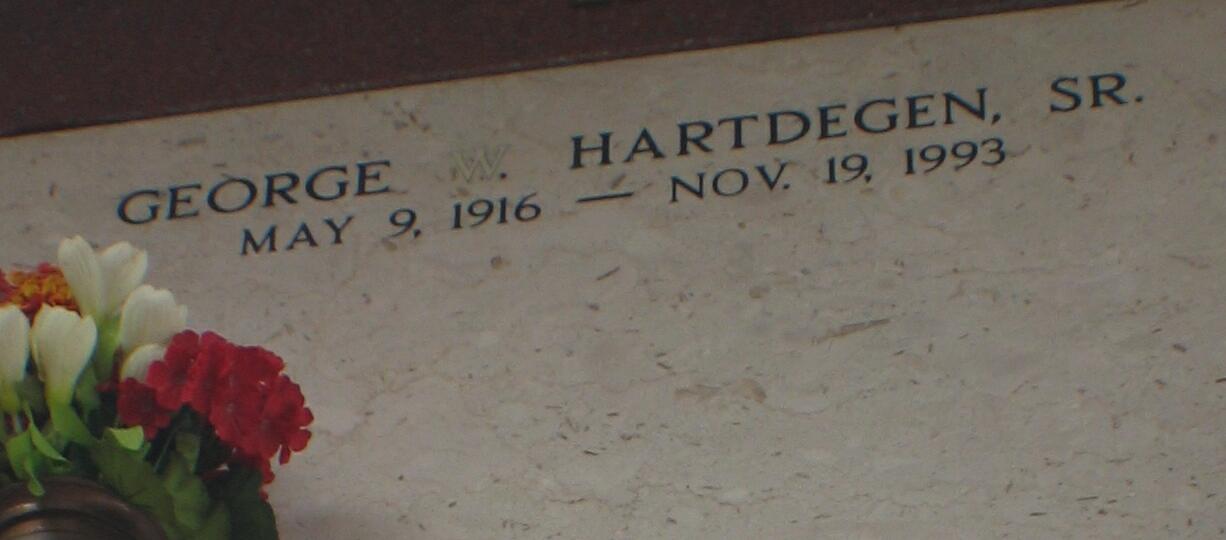 GEORGE W. HARTDEGEN, SR.
MAY 9, 1916 — NOV. 19, 1993